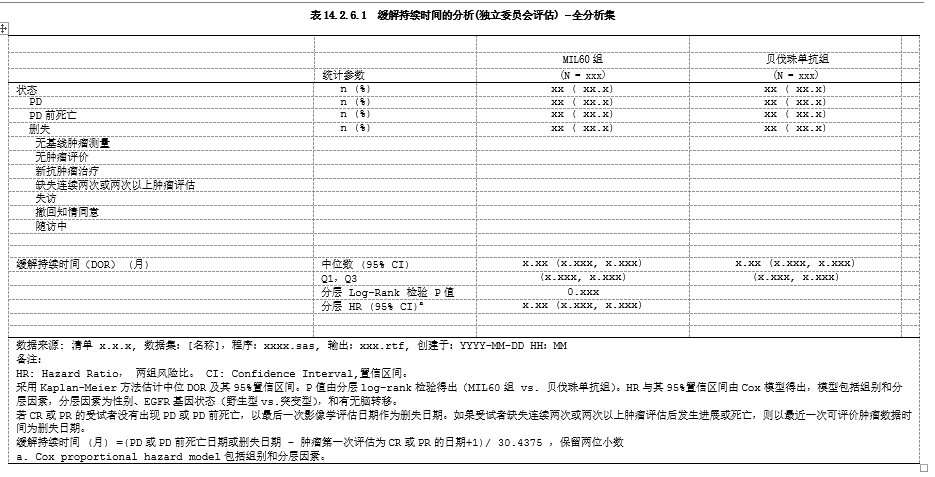 表 14.2.6.1 缓解持续时间的分析(独立委员会评估) -全分析集
MIL60 组 贝伐珠单抗组
统计参数 (N = xxx) (N = xxx)
状态 n (%) xx ( xx.x) xx ( xx.x)
PD n (%) xx ( xx.x) xx ( xx.x)
PD 前死亡 n (%) xx ( xx.x) xx ( xx.x)
删失 n (%) xx ( xx.x) xx ( xx.x)
无基线肿瘤测量
无肿瘤评价
新抗肿瘤治疗
缺失连续两次或两次以上肿瘤评估
失访
撤回知情同意
随访中
缓解持续时间（DOR） (月) 中位数 (95% CI) x.xx (x.xxx, x.xxx) x.xx (x.xxx, x.xxx)
Q1, Q3 (x.xxx, x.xxx) (x.xxx, x.xxx)
分层 Log-Rank 检验 P 值 0.xxx
分层 HR (95% CI)ª x.xx (x.xxx, x.xxx)
数据来源: 清单 x.x.x, 数据集: [名称], 程序: xxxx.sas, 输出: xxx.rtf, 创建于: YYYY-MM-DD HH: MM
备注:
HR: Hazard Ratio, 两组风险比。 CI: Confidence Interval,置信区间。
采用 Kaplan-Meier 方法估计中位 DOR 及其 95%置信区间。P 值由分层 log-rank 检验得出（MIL60 组 vs. 贝伐珠单抗组)。HR 与其 95%置信区间由 Cox 模型得出，模型包括组别和分
层因素，分层因素为性别、EGFR 基因状态（野生型 vs.突变型)，和有无脑转移。
若 CR 或 PR 的受试者没有出现 PD 或 PD 前死亡，以最后一次影像学评估日期作为删失日期。如果受试者缺失连续两次或两次以上肿瘤评估后发生进展或死亡，则以最近一次可评价肿瘤数据时
间为删失日期。
缓解持续时间 (月) =(PD 或 PD 前死亡日期或删失日期 - 肿瘤第一次评估为 CR 或 PR 的日期+1)/ 30.4375 ，保留两位小数
a. Cox proportional hazard model 包括组别和分层因素。